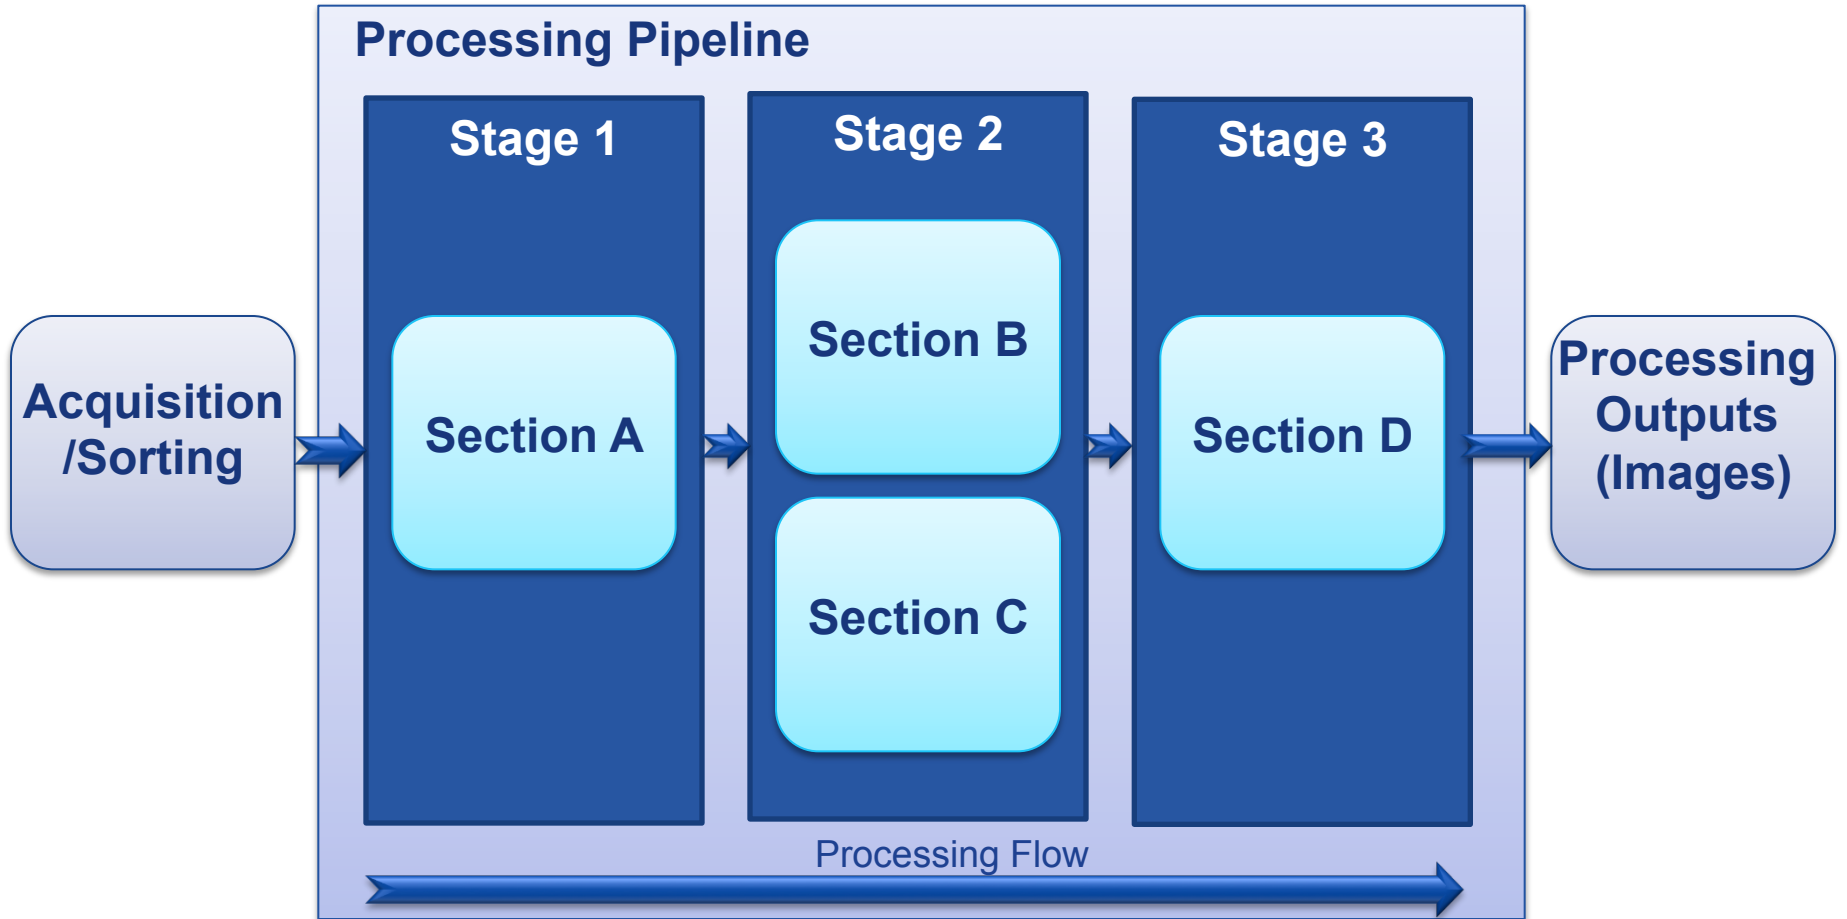 Processing Pipeline
Stage 1
Stage 2
Stage 3
Acquisition
/Sorting
Section A
Section B
Section C
Section D
Processing
Outputs
(Images)
Processing Flow